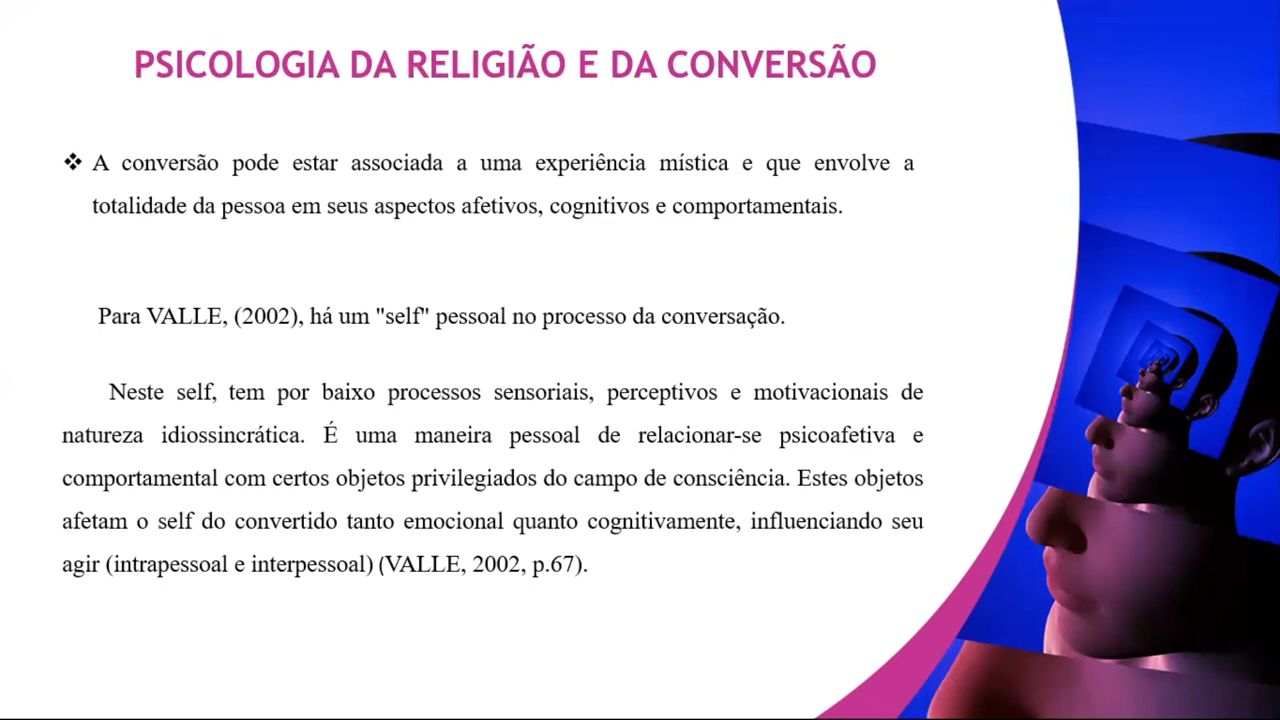 PSICOLOGIA DA RELIGIÃO E DA CONVERSÃO
❖ A conversão pode estar associada a uma experiência mística e que envolve a
totalidade da pessoa em seus aspectos afetivos, cognitivos e comportamentais.
Para VALLE, (2002), há um "self" pessoal no processo da conversação.
Neste self, tem por baixo processos sensoriais, perceptivos e motivacionais de
natureza idiossincrática. É uma maneira pessoal de relacionar-se psicoafetiva e
comportamental com certos objetos privilegiados do campo de consciência. Estes objetos
afetam o self do convertido tanto emocional quanto cognitivamente, influenciando seu
agir (intrapessoal e interpessoal) (VALLE, 2002, p.67).